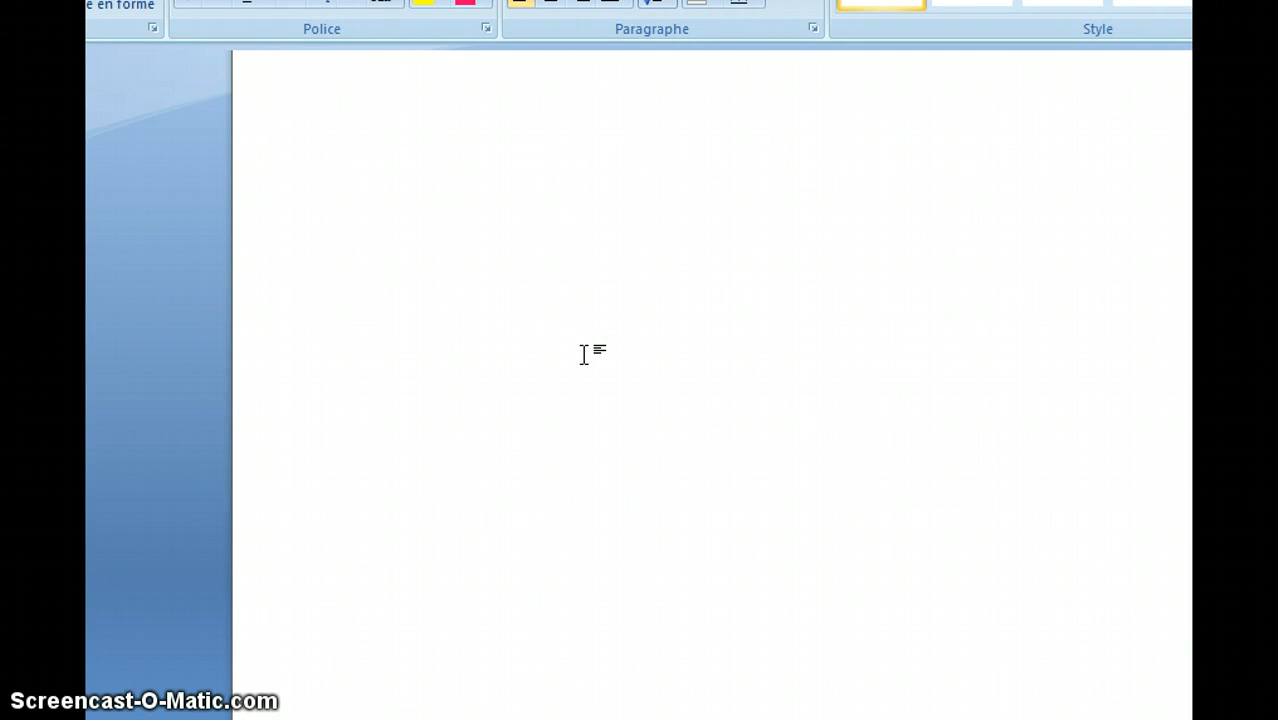 e en forme
Police
Paragraphe
Style
Screencast-O-Matic.com